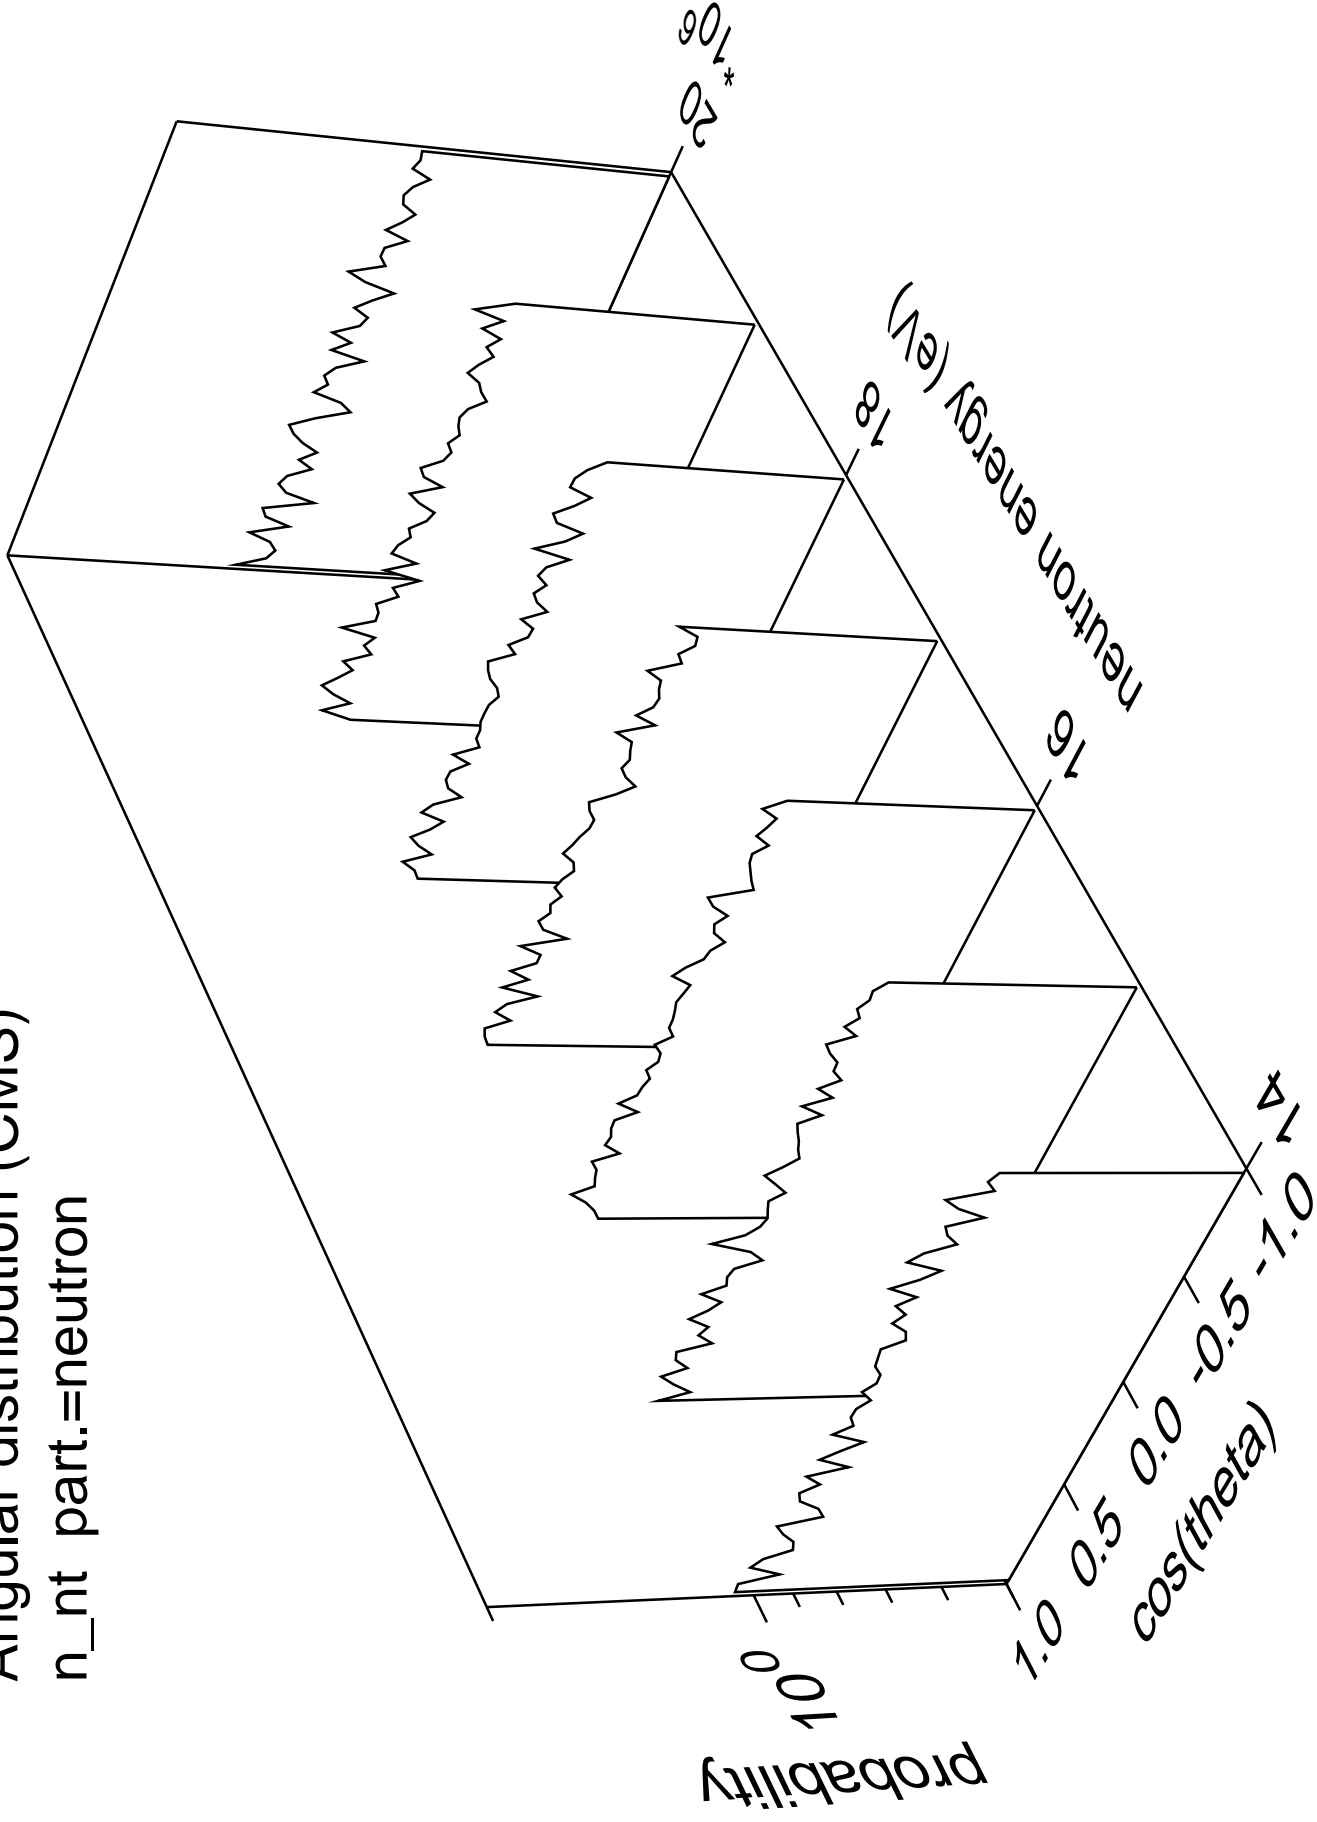 Angular distribution (CMS)
n_nt part.=neutron
probability
10 0
1.0 0.5 0.0 -0.5 -1.0
cos(theta)
14 16 18 20
*10 6
neutron energy (eV)